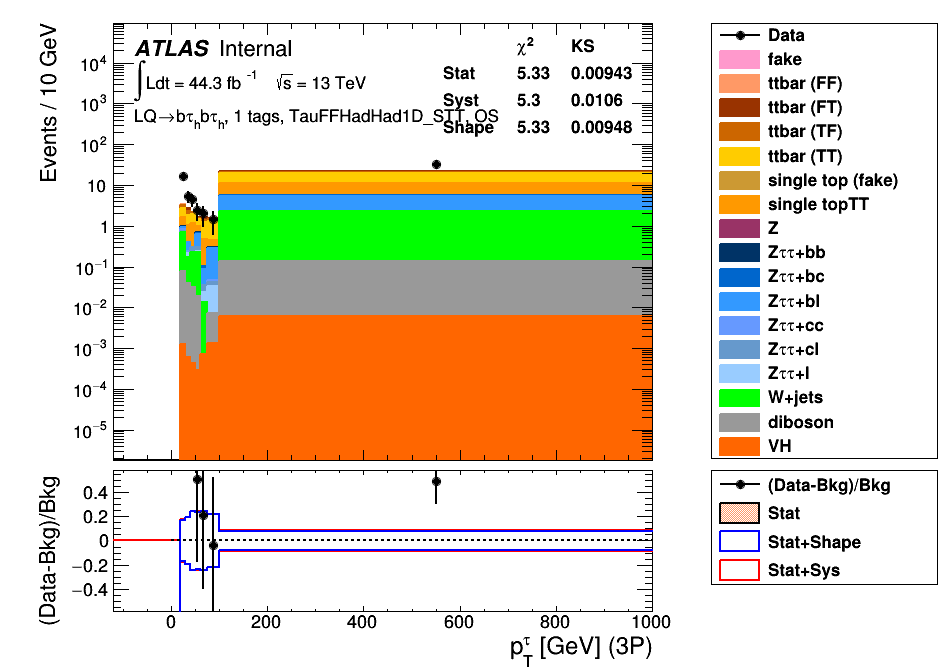 ATLAS Internal
∫Ldt = 44.3 fb⁻¹ √s = 13 TeV
LQ→bτₕbτₕ, 1 tags, TauFFHadHad1D_STT, OS
χ² KS
Stat 5.33 0.00943
Syst 5.3 0.0106
Shape 5.33 0.00948
Events / 10 GeV
10⁴
10³
10²
10
1
10⁻¹
10⁻²
10⁻³
10⁻⁴
10⁻⁵
Data
fake
ttbar (FF)
ttbar (FT)
ttbar (TF)
ttbar (TT)
single top (fake)
single topTT
Z
Zττ+bb
Zττ+bc
Zττ+bl
Zττ+cc
Zττ+cl
Zττ+l
W+jets
diboson
VH
(Data-Bkg)/Bkg
0.4
0.2
0
−0.2
−0.4
0 200 400 600 800 1000
p_T^τ [GeV] (3P)
(Data-Bkg)/Bkg
Stat
Stat+Shape
Stat+Sys